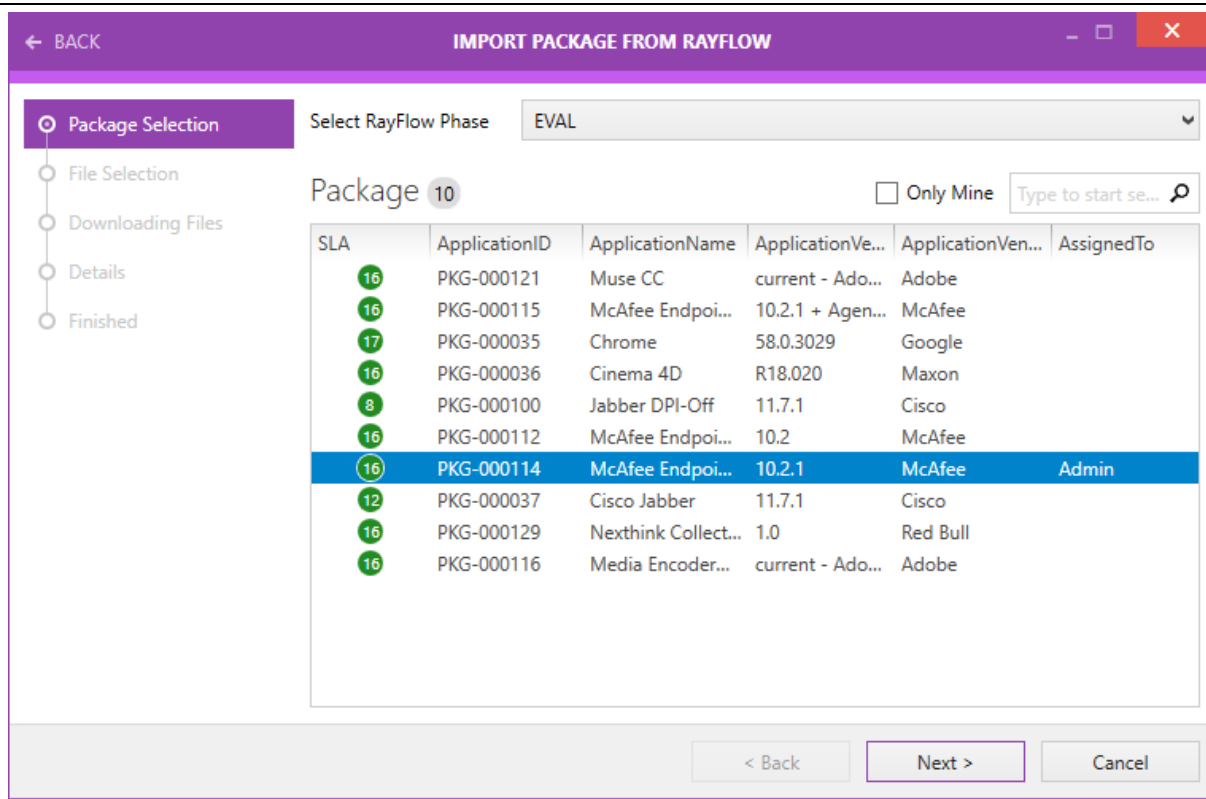 ← BACK IMPORT PACKAGE FROM RAYFLOW
Package Selection
File Selection
Downloading Files
Details
Finished
Select RayFlow Phase EVAL
Package 10 Only Mine Type to start se...
SLA ApplicationID ApplicationName ApplicationVe... ApplicationVen... AssignedTo
16 PKG-000121 Muse CC current - Ado... Adobe
16 PKG-000115 McAfee Endpoi... 10.2.1 + Agen... McAfee
17 PKG-000035 Chrome 58.0.3029 Google
16 PKG-000036 Cinema 4D R18.020 Maxon
8 PKG-000100 Jabber DPI-Off 11.7.1 Cisco
16 PKG-000112 McAfee Endpoi... 10.2 McAfee
16 PKG-000114 McAfee Endpoi... 10.2.1 McAfee Admin
12 PKG-000037 Cisco Jabber 11.7.1 Cisco
16 PKG-000129 Nexthink Collect... 1.0 Red Bull
16 PKG-000116 Media Encoder... current - Ado... Adobe
< Back Next > Cancel